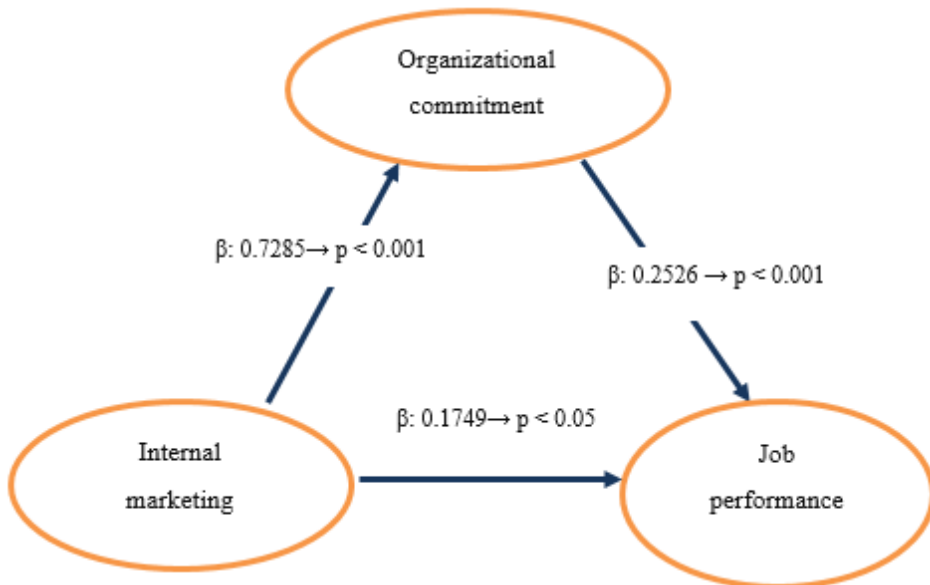 Organizational
commitment
β: 0.7285→ p < 0.001
β: 0.2526 → p < 0.001
β: 0.1749→ p < 0.05
Internal
marketing
Job
performance